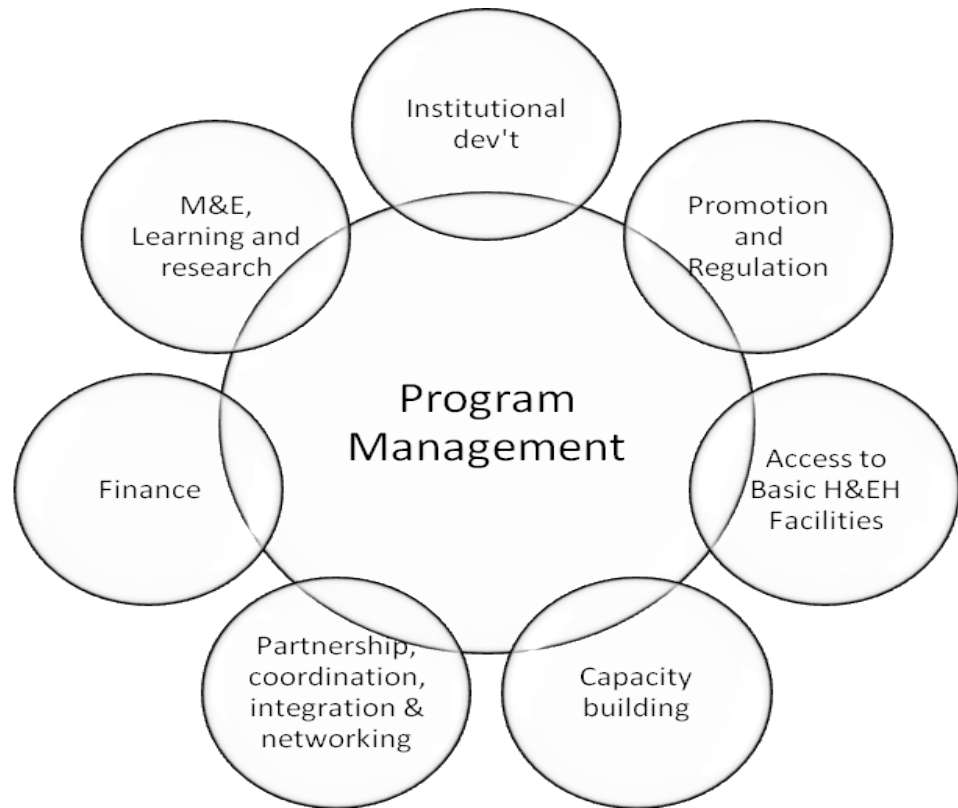 Institutional
dev't
Promotion
and
Regulation
Access to
Basic H&EH
Facilities
Capacity
building
Partnership,
coordination,
integration &
networking
Finance
M&E,
Learning and
research
Program
Management